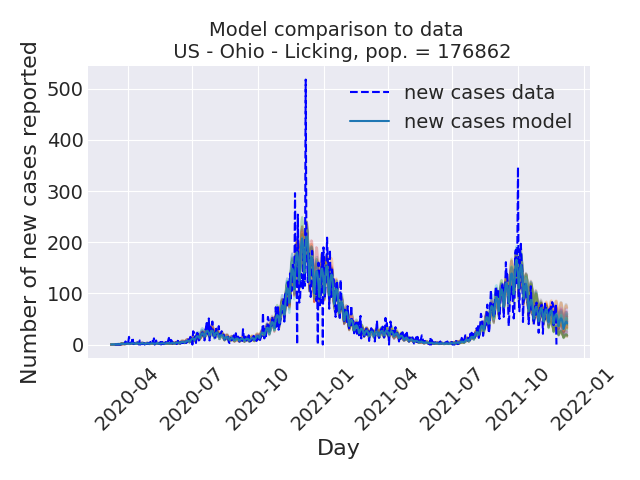 Model comparison to data
US - Ohio - Licking, pop. = 176862
Number of new cases reported
500
400
300
200
100
0
new cases data
new cases model
2020-04
2020-07
2020-10
2021-01
2021-04
2021-07
2021-10
2022-01
Day